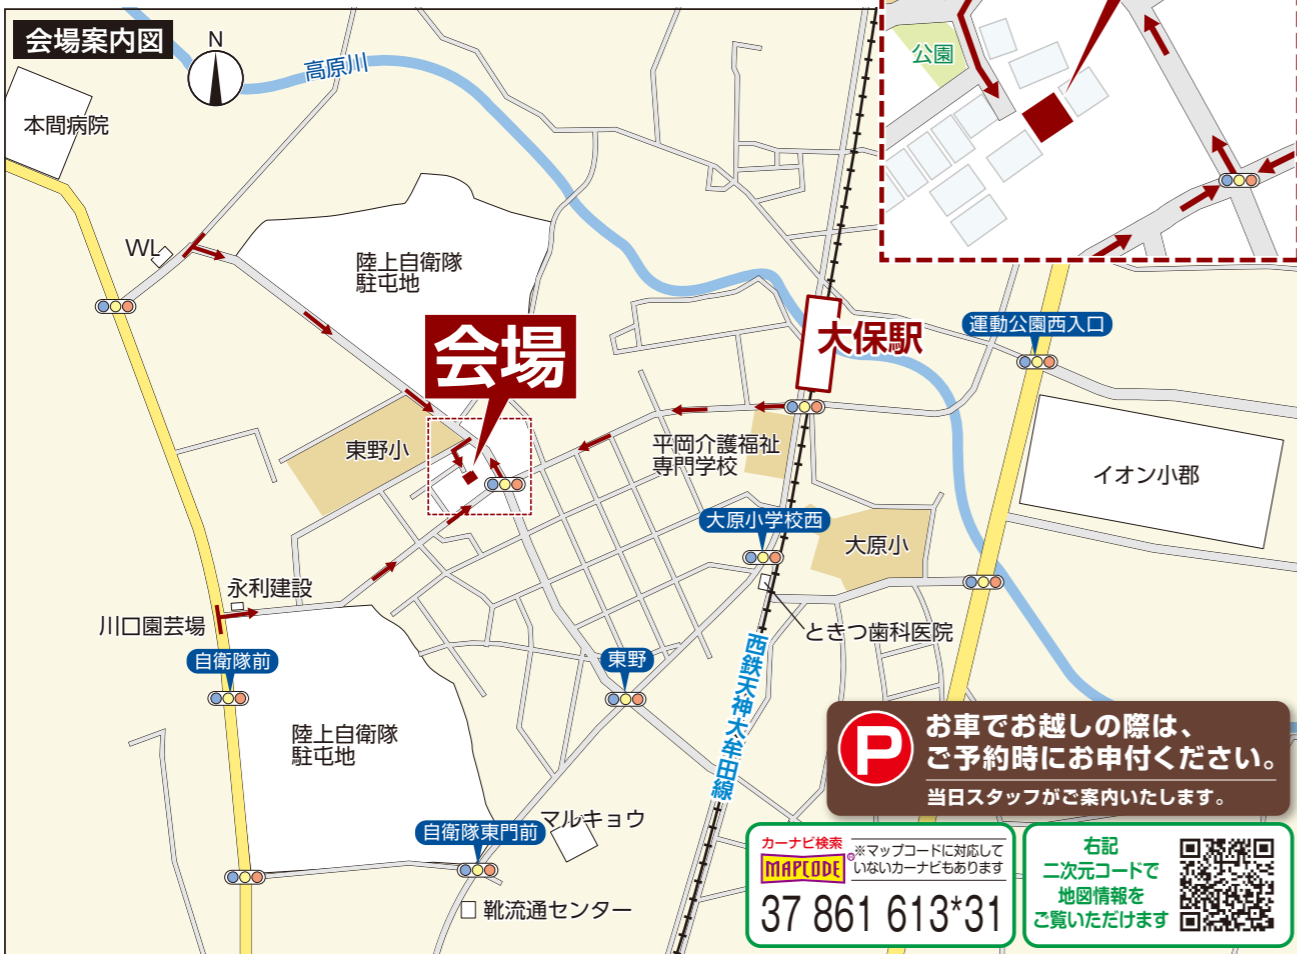 会場案内図
N
高原川
公園
本間病院
WL
陸上自衛隊
駐屯地
会場
大保駅
運動公園西入口
東野小
平岡介護福祉
専門学校
イオン小郡
大原小学校西
大原小
永利建設
川口園芸場
ときつ歯科医院
自衛隊前
東野
西鉄天神大牟田線
陸上自衛隊
駐屯地
P
お車でお越しの際は、
ご予約時にお申付ください。
当日スタッフがご案内いたします。
マルキョウ
自衛隊東門前
靴流通センター
カーナビ検索
MAPCODE®
※マップコードに対応して
いないカーナビもあります
37 861 613*31
右記
二次元コードで
地図情報を
ご覧いただけます